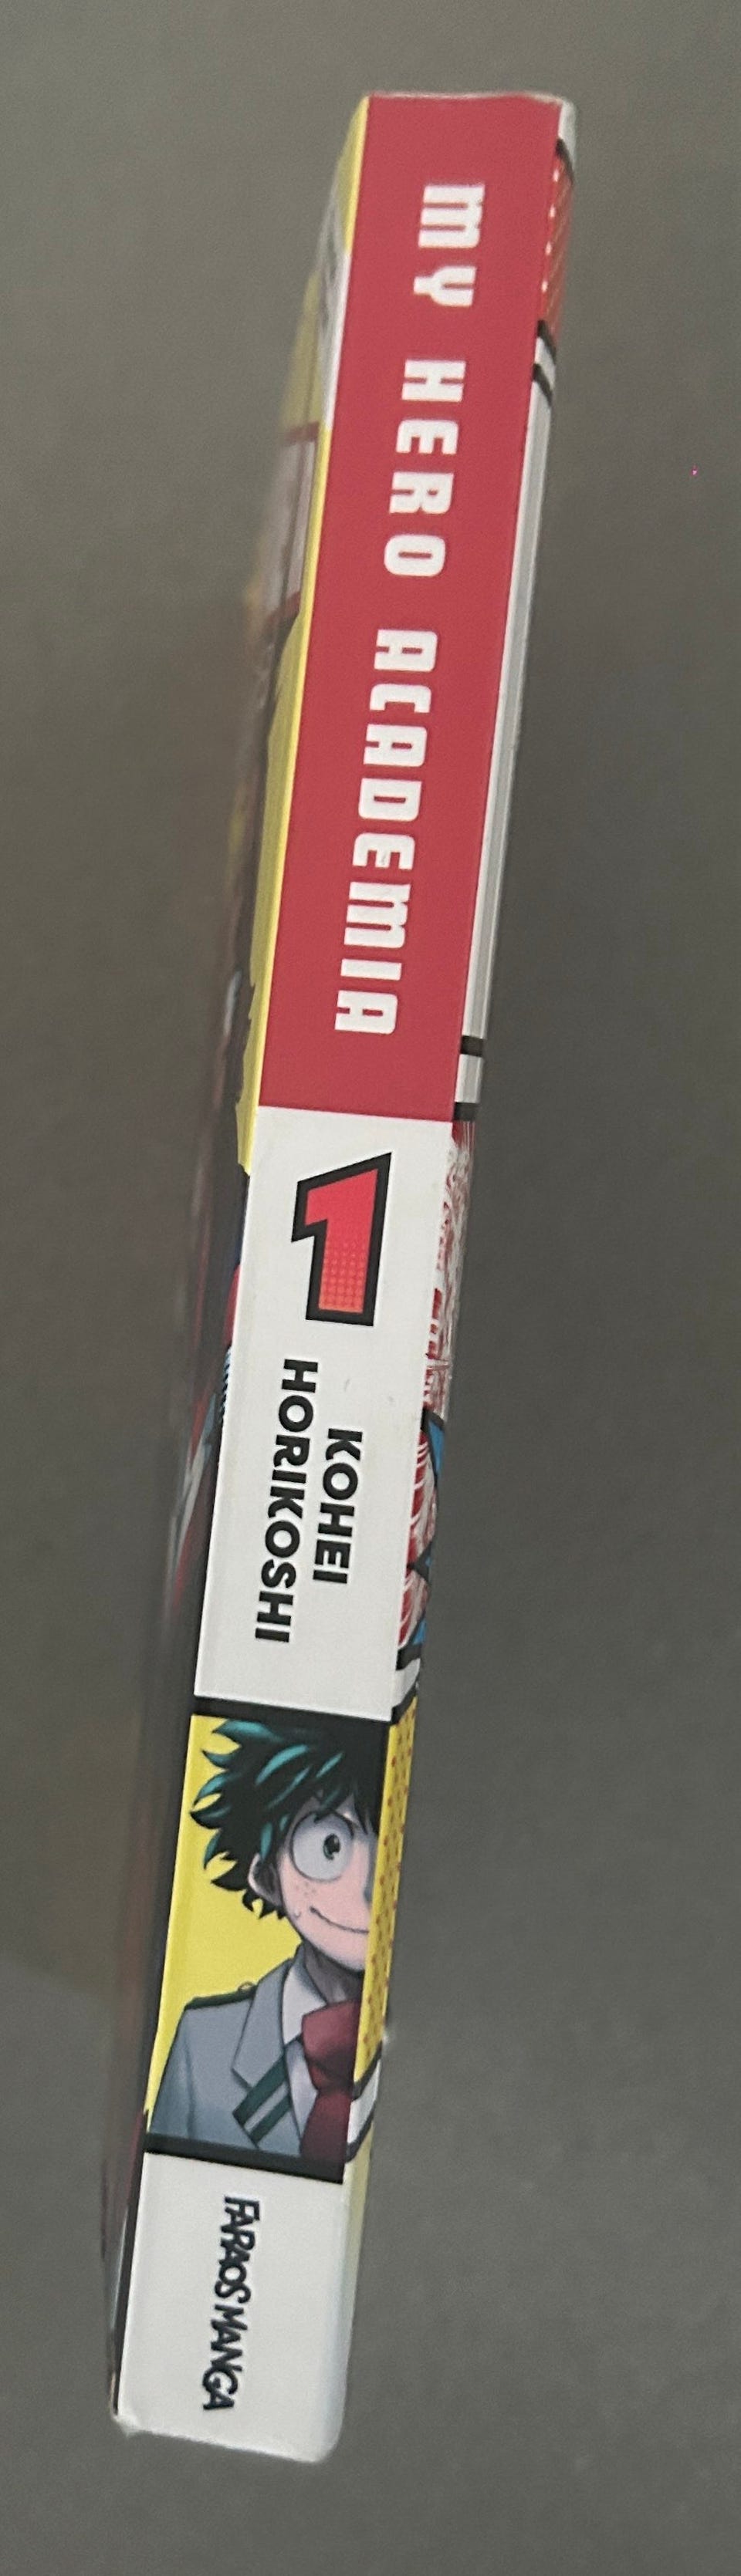 MY HERO ACADEMIA
1
KOHEI
HORIKOSHI
FARAOS MANGA